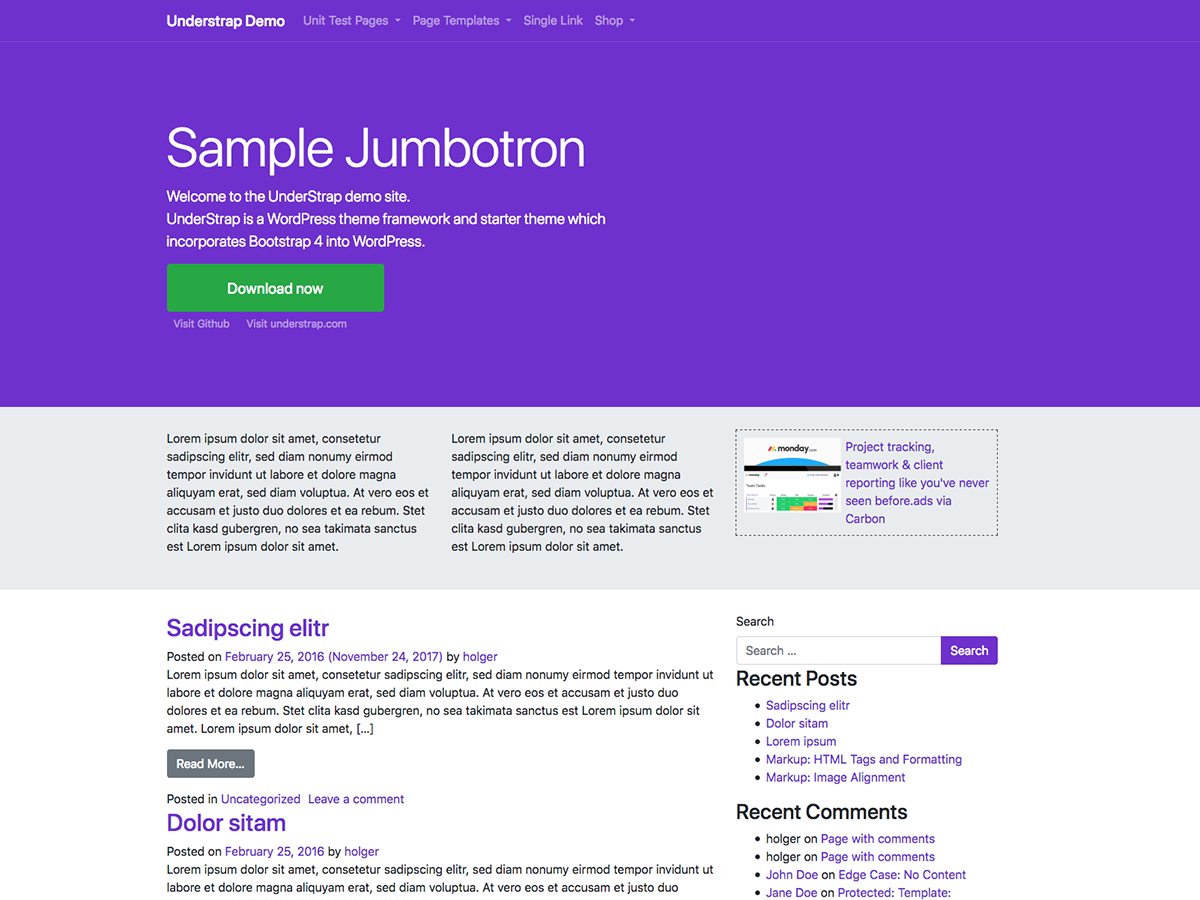 Understrap Demo Unit Test Pages Page Templates Single Link Shop
Sample Jumbotron
Welcome to the UnderStrap demo site.
UnderStrap is a WordPress theme framework and starter theme which
incorporates Bootstrap 4 into WordPress.
Download now
Visit Github Visit understrap.com
Lorem ipsum dolor sit amet, consetetur
sadipscing elitr, sed diam nonumy eirmod
tempor invidunt ut labore et dolore magna
aliquyam erat, sed diam voluptua. At vero eos et
accusam et justo duo dolores et ea rebum. Stet
clita kasd gubergren, no sea takimata sanctus
est Lorem ipsum dolor sit amet.
Lorem ipsum dolor sit amet, consetetur
sadipscing elitr, sed diam nonumy eirmod
tempor invidunt ut labore et dolore magna
aliquyam erat, sed diam voluptua. At vero eos et
accusam et justo duo dolores et ea rebum. Stet
clita kasd gubergren, no sea takimata sanctus
est Lorem ipsum dolor sit amet.
monday.com
Team Tasks
Project tracking,
teamwork & client
reporting like you've never
seen before.ads via
Carbon
Sadipscing elitr
Posted on February 25, 2016 (November 24, 2017) by holger
Lorem ipsum dolor sit amet, consetetur sadipscing elitr, sed diam nonumy eirmod tempor invidunt ut
labore et dolore magna aliquyam erat, sed diam voluptua. At vero eos et accusam et justo duo
dolores et ea rebum. Stet clita kasd gubergren, no sea takimata sanctus est Lorem ipsum dolor sit
amet. Lorem ipsum dolor sit amet, [...]
Read More...
Posted in Uncategorized Leave a comment
Dolor sitam
Posted on February 25, 2016 by holger
Lorem ipsum dolor sit amet, consetetur sadipscing elitr, sed diam nonumy eirmod tempor invidunt ut
labore et dolore magna aliquyam erat, sed diam voluptua. At vero eos et accusam et justo duo
Search
Search ... Search
Recent Posts
Sadipscing elitr
Dolor sitam
Lorem ipsum
Markup: HTML Tags and Formatting
Markup: Image Alignment
Recent Comments
holger on Page with comments
holger on Page with comments
John Doe on Edge Case: No Content
Jane Doe on Protected: Template: